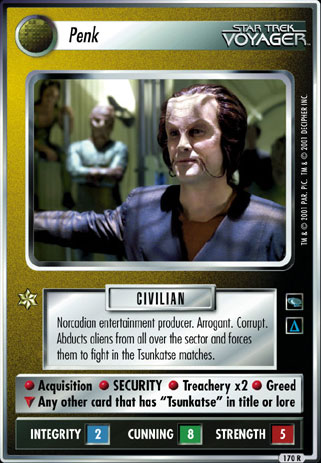 Penk
STAR TREK
VOYAGER
TM & © 2001 PAR. PIC. TM & © 2001 DECIPHER INC.
CIVILIAN
Norcadian entertainment producer. Arrogant. Corrupt.
Abducts aliens from all over the sector and forces
them to fight in the Tsunkatse matches.
Acquisition SECURITY Treachery x2 Greed
Any other card that has “Tsunkatse” in title or lore
INTEGRITY 2 CUNNING 8 STRENGTH 5
170 R